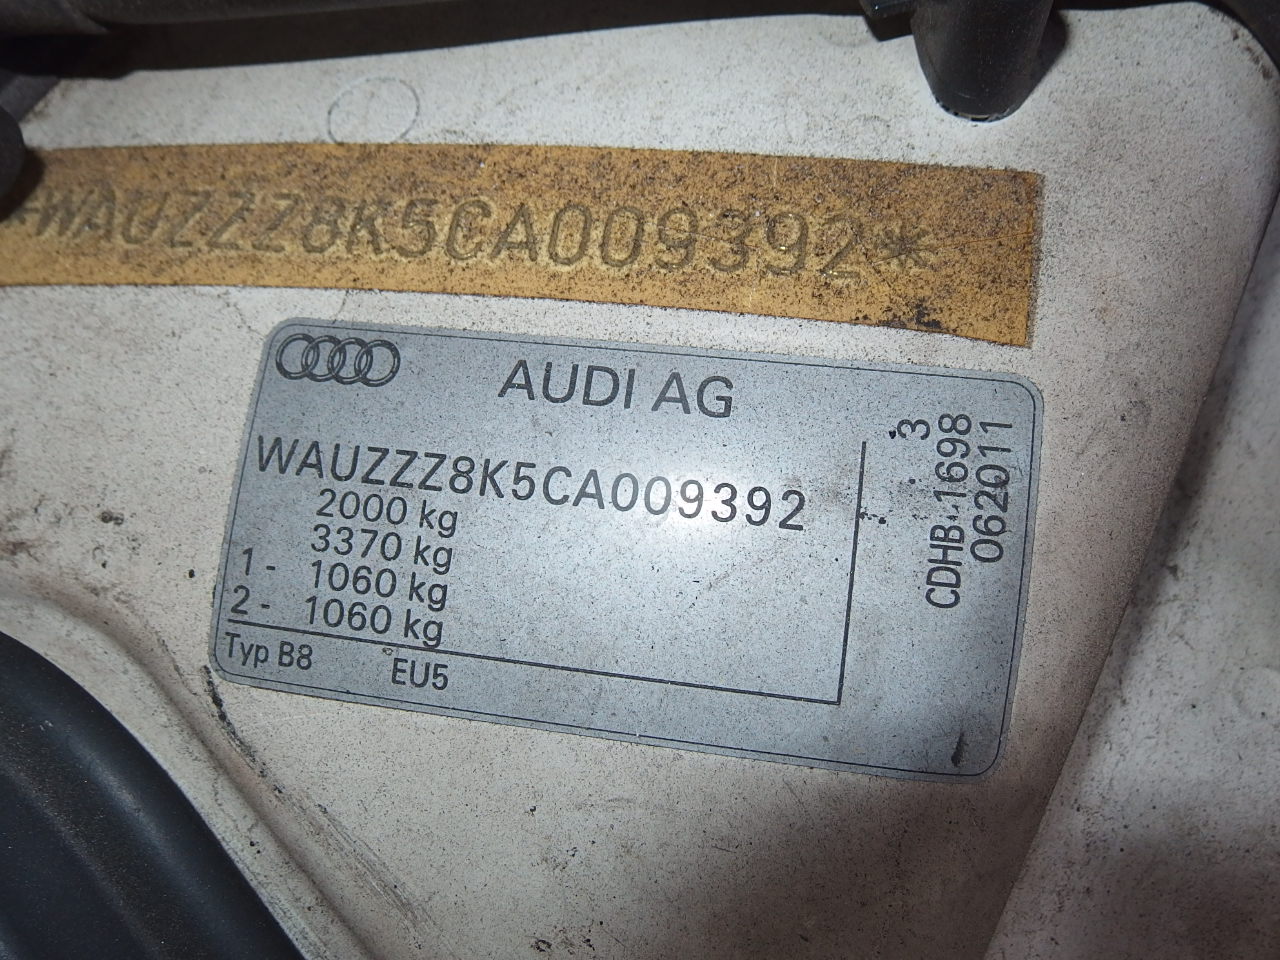 *WAUZZZ8K5CA009392*
AUDI AG
WAUZZZ8K5CA009392
2000 kg
3370 kg
1 - 1060 kg
2 - 1060 kg
Typ B8 EU5
3
CDHB 1698
062011